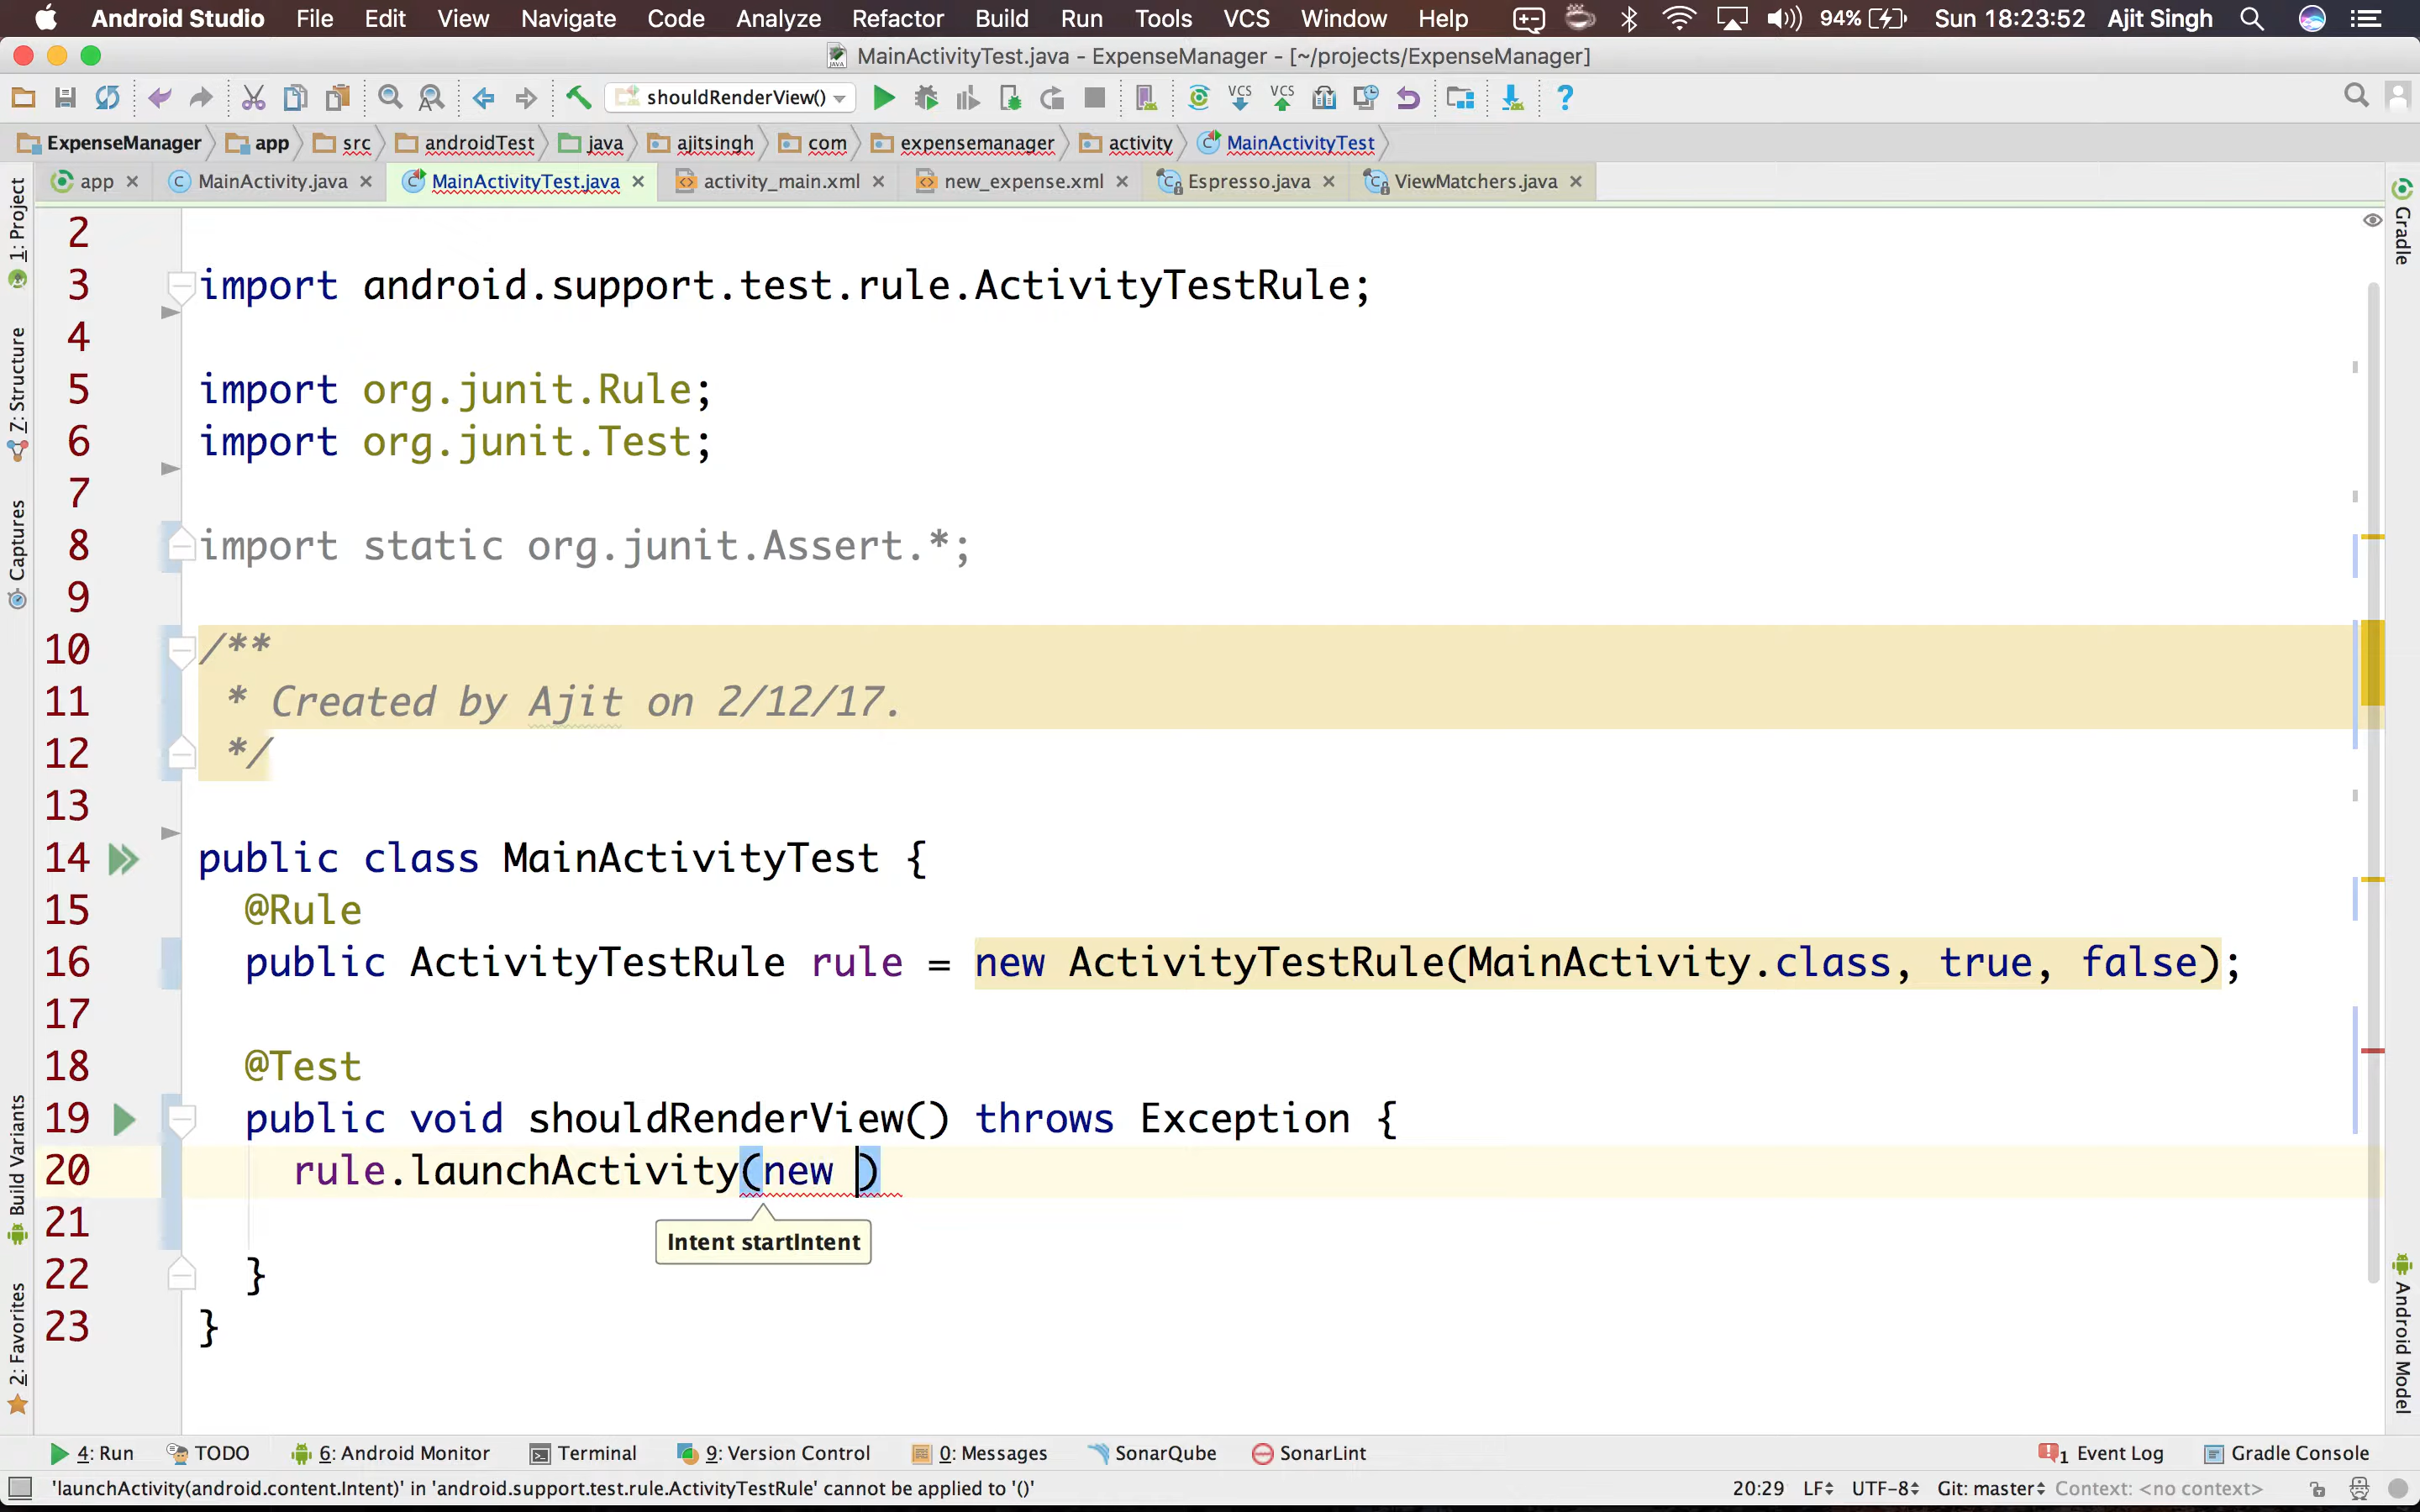 Android Studio File Edit View Navigate Code Analyze Refactor Build Run Tools VCS Window Help 94% Sun 18:23:52 Ajit Singh
MainActivityTest.java - ExpenseManager - [~/projects/ExpenseManager]
shouldRenderView() VCS VCS ?
ExpenseManager app src androidTest java ajitsingh com expensemanager activity MainActivityTest
app MainActivity.java MainActivityTest.java activity_main.xml new_expense.xml Espresso.java ViewMatchers.java
1: Project
7: Structure
Captures
Build Variants
2: Favorites
Gradle
Android Model
2
3 import android.support.test.rule.ActivityTestRule;
4
5 import org.junit.Rule;
6 import org.junit.Test;
7
8 import static org.junit.Assert.*;
9
10 /**
11 * Created by Ajit on 2/12/17.
12 */
13
14 public class MainActivityTest {
15 @Rule
16 public ActivityTestRule rule = new ActivityTestRule(MainActivity.class, true, false);
17
18 @Test
19 public void shouldRenderView() throws Exception {
20 rule.launchActivity(new )
Intent startIntent
21
22 }
23 }
4: Run TODO 6: Android Monitor Terminal 9: Version Control 0: Messages SonarQube SonarLint 1 Event Log Gradle Console
'launchActivity(android.content.Intent)' in 'android.support.test.rule.ActivityTestRule' cannot be applied to '()' 20:29 LF UTF-8 Git: master Context: <no context>